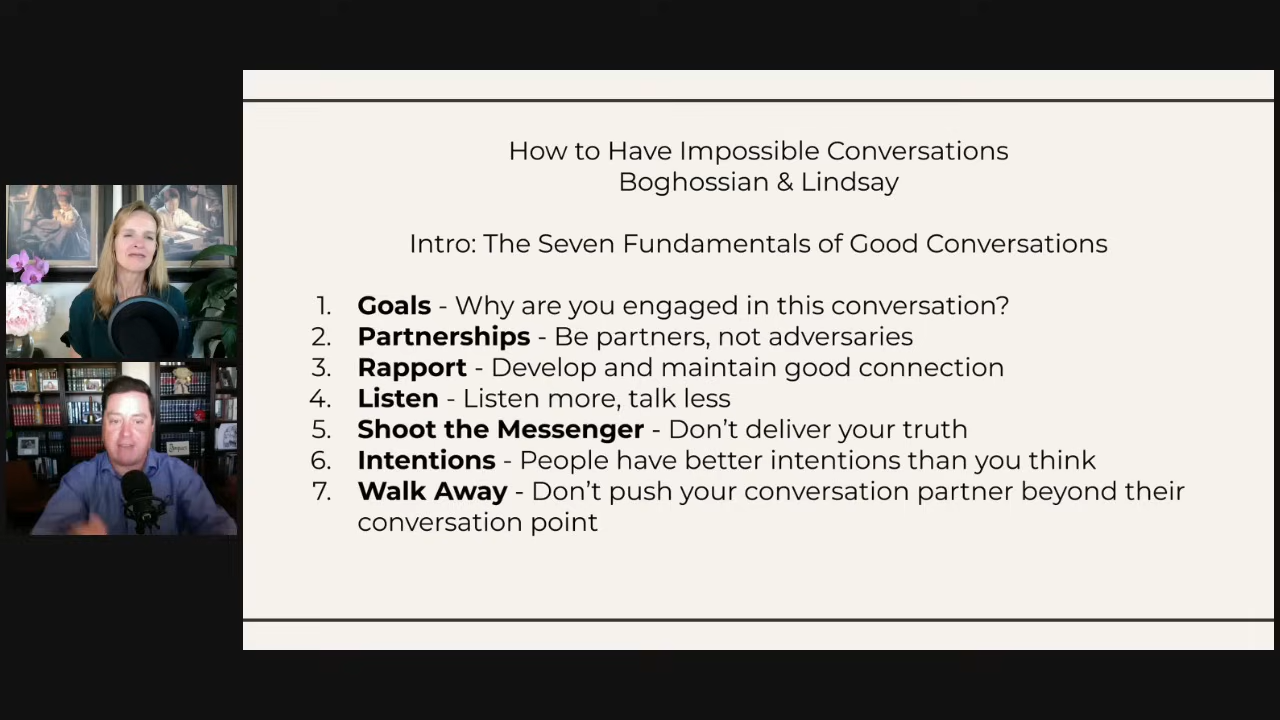 How to Have Impossible Conversations
Boghossian & Lindsay
Intro: The Seven Fundamentals of Good Conversations
1. Goals - Why are you engaged in this conversation?
2. Partnerships - Be partners, not adversaries
3. Rapport - Develop and maintain good connection
4. Listen - Listen more, talk less
5. Shoot the Messenger - Don’t deliver your truth
6. Intentions - People have better intentions than you think
7. Walk Away - Don’t push your conversation partner beyond their
conversation point